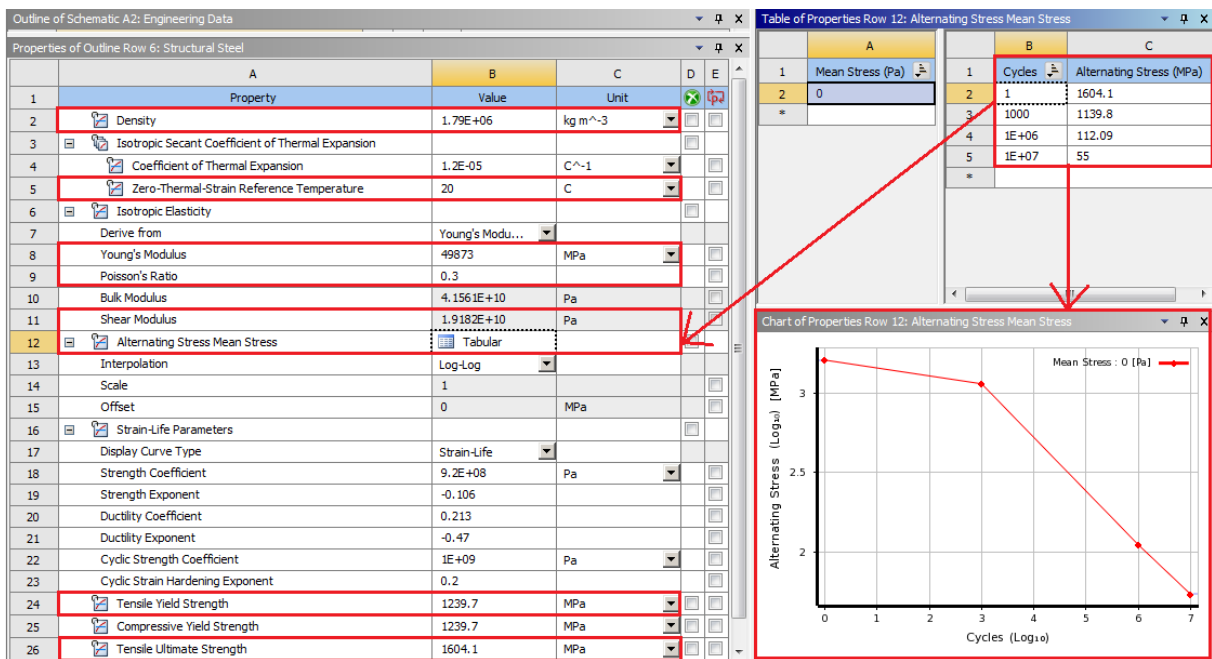 Outline of Schematic A2: Engineering Data
Properties of Outline Row 6: Structural Steel
A B C D E
1 Property Value Unit
2 Density 1.79E+06 kg m^-3
3 Isotropic Secant Coefficient of Thermal Expansion
4 Coefficient of Thermal Expansion 1.2E-05 C^-1
5 Zero-Thermal-Strain Reference Temperature 20 C
6 Isotropic Elasticity
7 Derive from Young's Modu...
8 Young's Modulus 49873 MPa
9 Poisson's Ratio 0.3
10 Bulk Modulus 4.1561E+10 Pa
11 Shear Modulus 1.9182E+10 Pa
12 Alternating Stress Mean Stress Tabular
13 Interpolation Log-Log
14 Scale 1
15 Offset 0 MPa
16 Strain-Life Parameters
17 Display Curve Type Strain-Life
18 Strength Coefficient 9.2E+08 Pa
19 Strength Exponent -0.106
20 Ductility Coefficient 0.213
21 Ductility Exponent -0.47
22 Cyclic Strength Coefficient 1E+09 Pa
23 Cyclic Strain Hardening Exponent 0.2
24 Tensile Yield Strength 1239.7 MPa
25 Compressive Yield Strength 1239.7 MPa
26 Tensile Ultimate Strength 1604.1 MPa
Table of Properties Row 12: Alternating Stress Mean Stress
A
1 Mean Stress (Pa)
2 0
*
B C
1 Cycles Alternating Stress (MPa)
2 1 1604.1
3 1000 1139.8
4 1E+06 112.09
5 1E+07 55
*
Chart of Properties Row 12: Alternating Stress Mean Stress
Mean Stress : 0 [Pa]
Alternating Stress (Log₁₀) [MPa]
3
2.5
2
0 1 2 3 4 5 6 7
Cycles (Log₁₀)